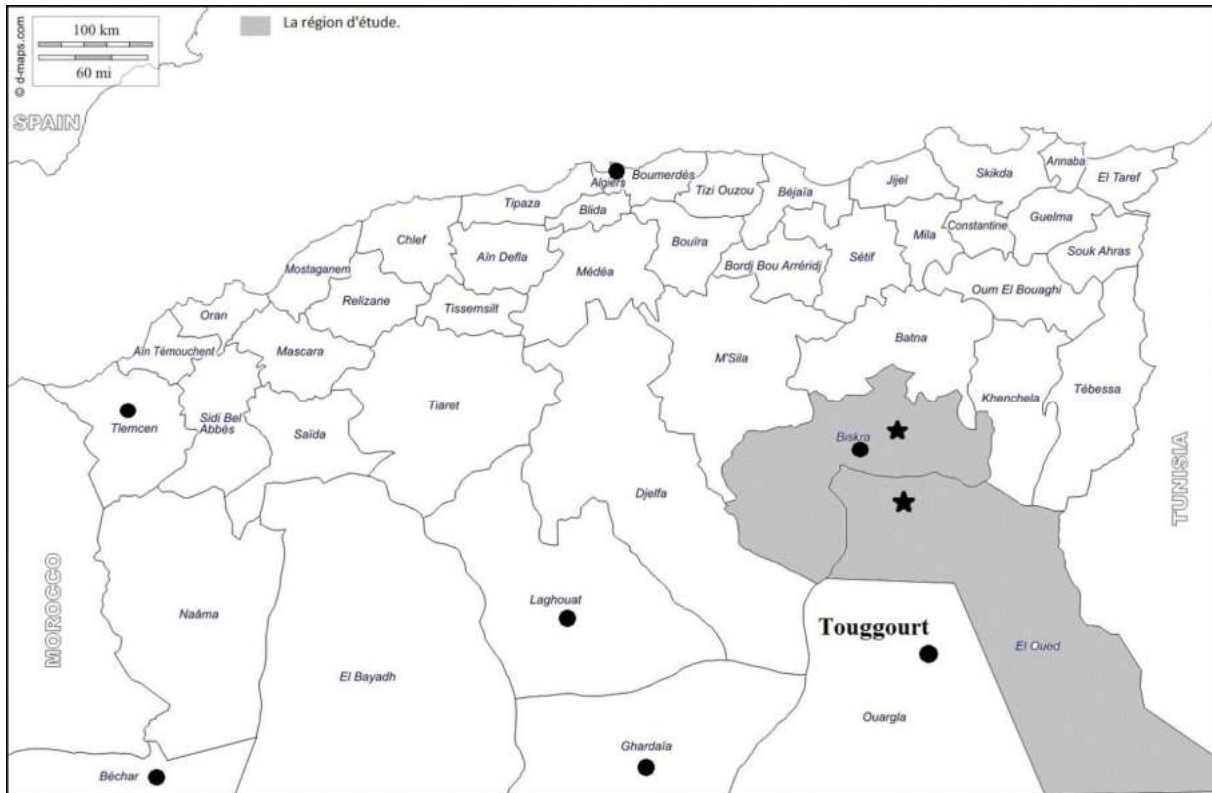 100 km
60 mi
© d-maps.com
La région d'étude.
SPAIN
Annaba
Skikda
El Taref
Jijel
Algiers
Boumerdès
Tizi Ouzou
Béjaïa
Tipaza
Blida
Guelma
Constantine
Mila
Souk Ahras
Chlef
Aïn Defla
Médéa
Bouïra
Bordj Bou Arréridj
Sétif
Mostaganem
Relizane
Tissemsilt
Oum El Bouaghi
Oran
Aïn Témouchent
Mascara
M'Sila
Batna
Tlemcen
Sidi Bel
Abbès
Saïda
Tiaret
Khenchela
Tébessa
Biskra
Djelfa
TUNISIA
MOROCCO
Naâma
Laghouat
Touggourt
El Oued
El Bayadh
Ouargla
Ghardaïa
Béchar